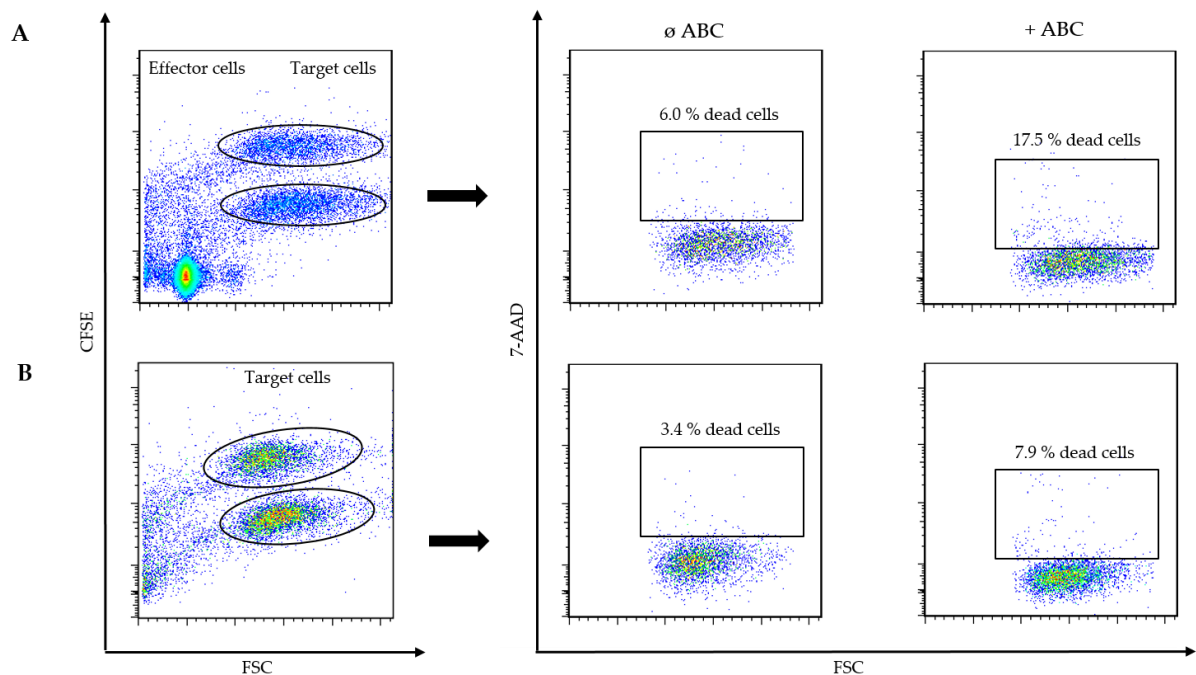 A
ø ABC
+ ABC
Effector cells
Target cells
6.0 % dead cells
17.5 % dead cells
CFSE
7-AAD
B
Target cells
3.4 % dead cells
7.9 % dead cells
FSC
FSC